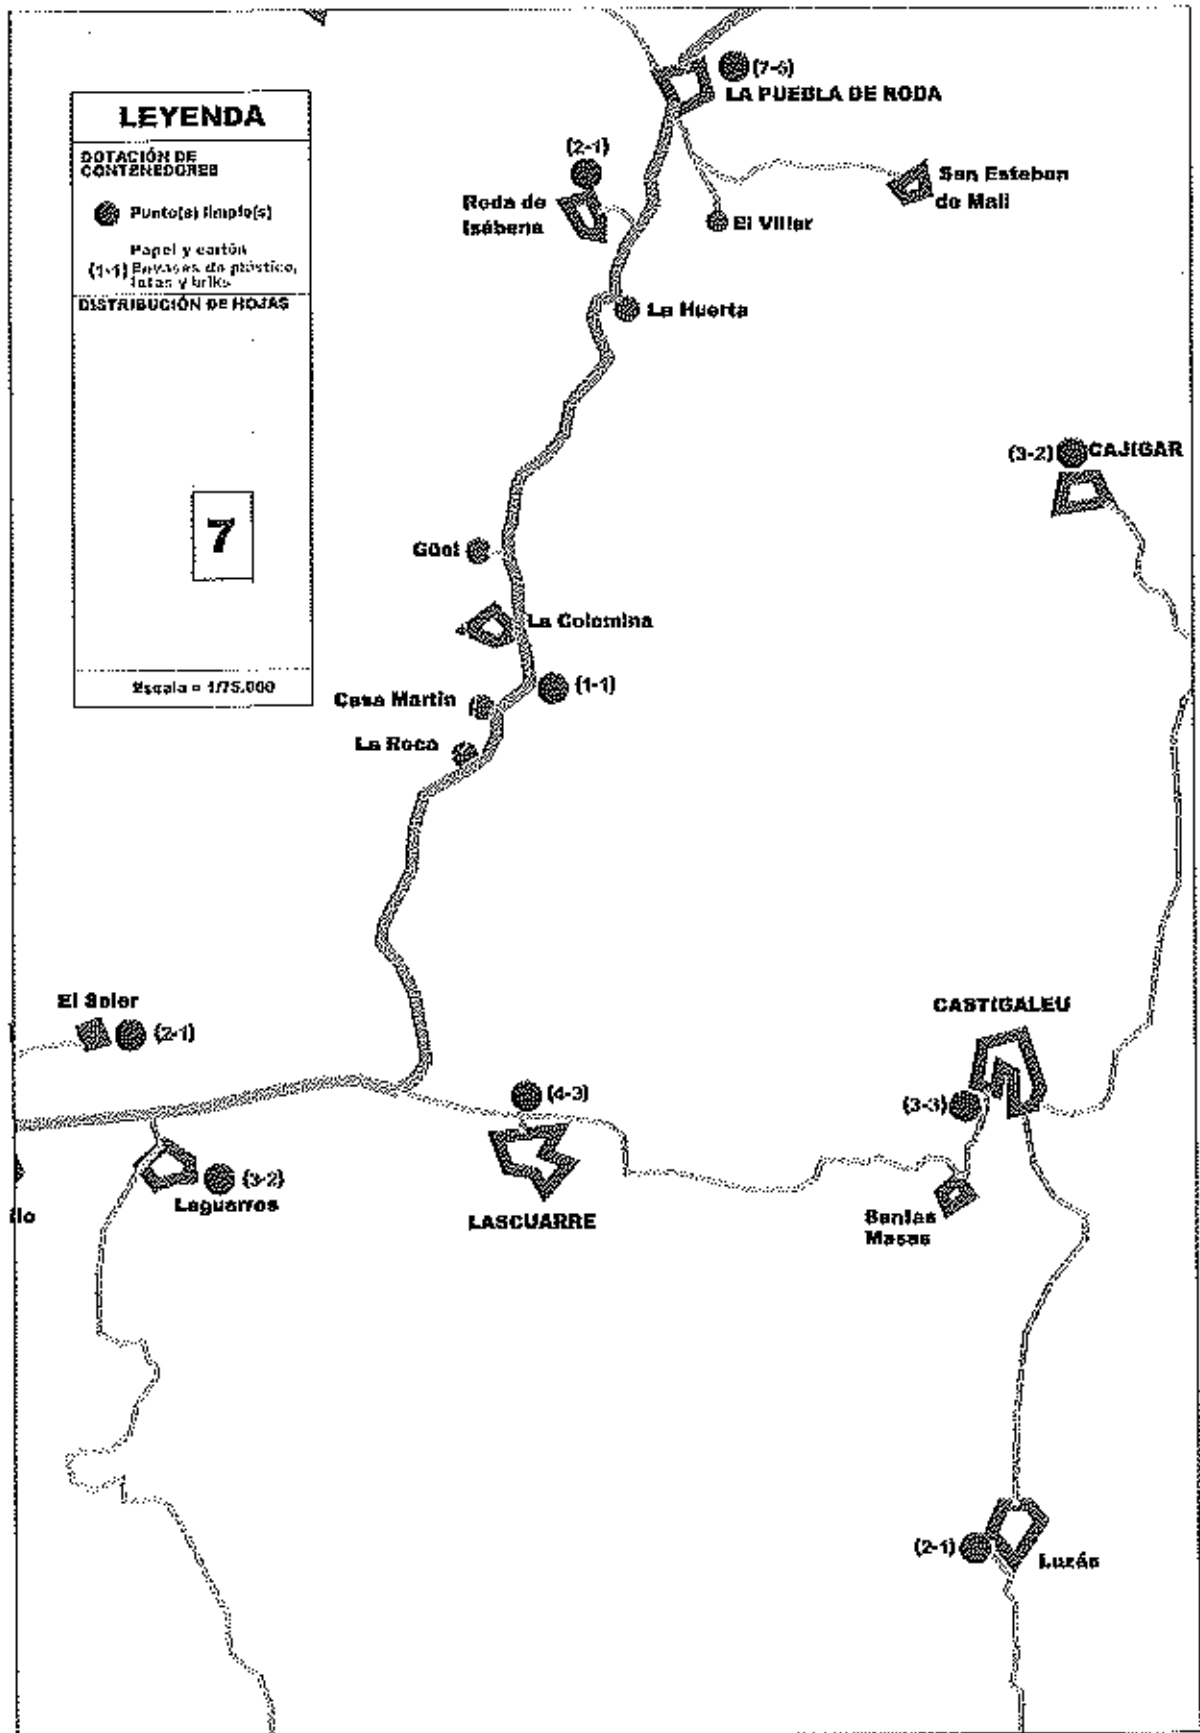 LEYENDA
DOTACIÓN DE
CONTENEDORES
Punto(s) limpio(s)
Papel y cartón
(1-1) Envases de plástico,
latas y briks
DISTRIBUCIÓN DE HOJAS
7
Escala = 1/75.000
(7-5)
LA PUEBLA DE RODA
(2-1)
Roda de
Isábena
San Esteban
de Mall
El Villar
La Huerta
(3-2) CAJIGAR
Güel
La Colomina
(1-1)
Casa Martín
La Roca
El Soler
(2-1)
CASTIGALEU
(4-3)
(3-3)
(3-2)
Laguarres
LASCUARRE
Santas
Masas
(2-1)
Luzás